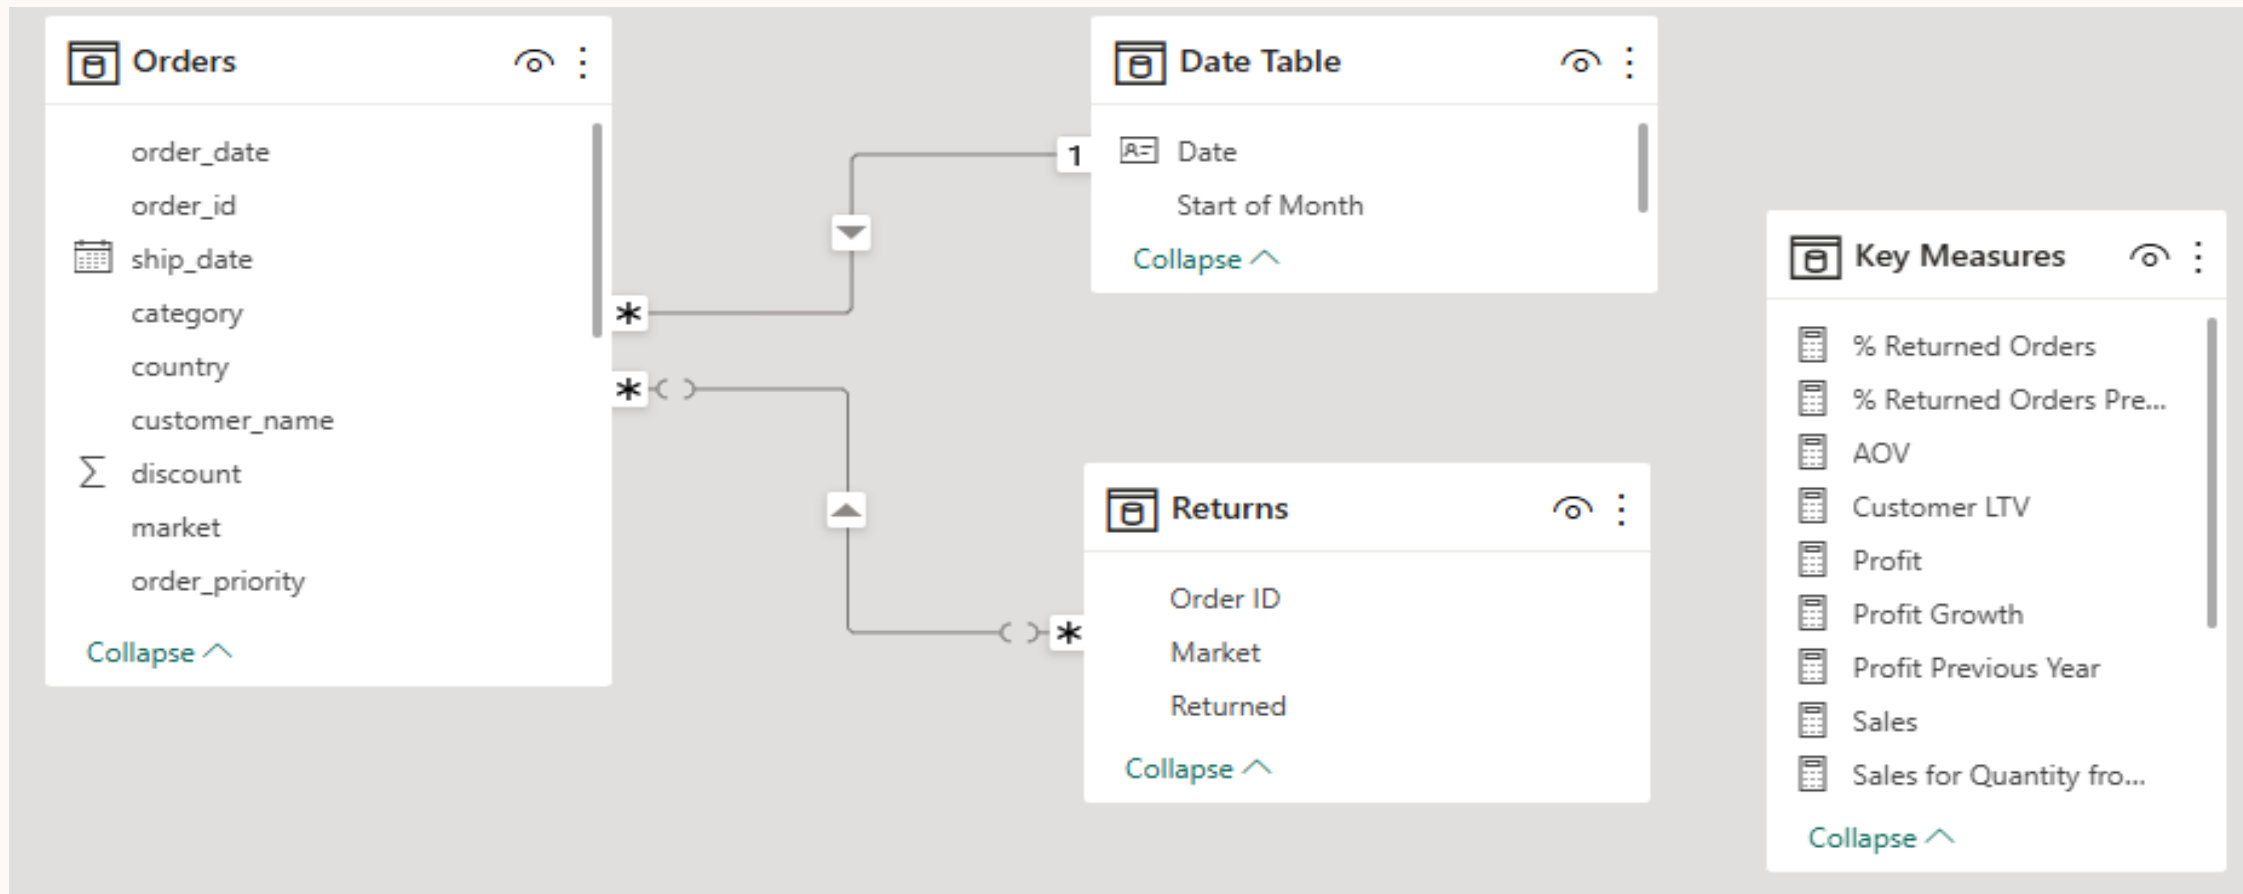 Orders
order_date
order_id
ship_date
category
country
customer_name
discount
market
order_priority
Collapse
*
*
Date Table
1
Date
Start of Month
Collapse
Returns
*
Order ID
Market
Returned
Collapse
Key Measures
% Returned Orders
% Returned Orders Pre...
AOV
Customer LTV
Profit
Profit Growth
Profit Previous Year
Sales
Sales for Quantity fro...
Collapse